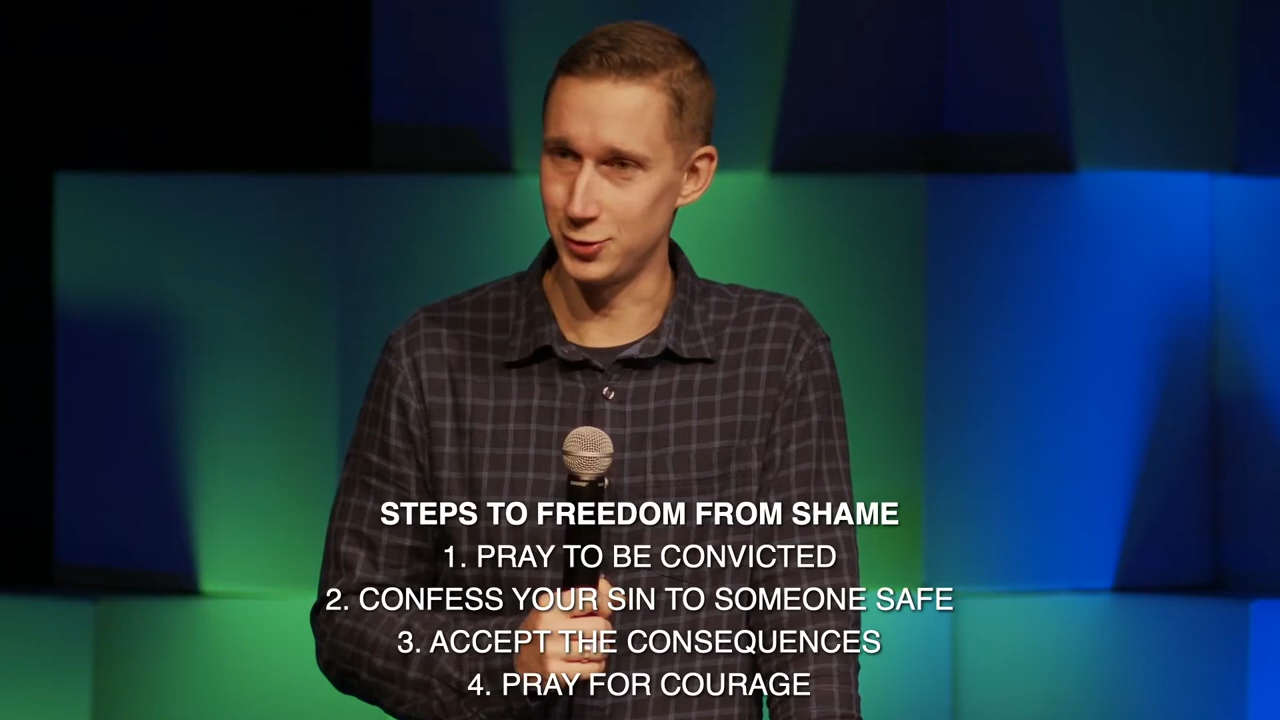 STEPS TO FREEDOM FROM SHAME
1. PRAY TO BE CONVICTED
2. CONFESS YOUR SIN TO SOMEONE SAFE
3. ACCEPT THE CONSEQUENCES
4. PRAY FOR COURAGE